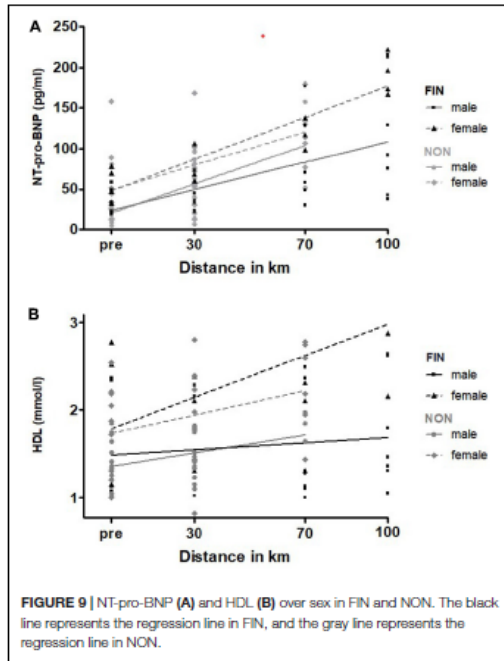 A
NT-pro-BNP (pg/ml)
250
200
150
100
50
0
pre
30
70
100
Distance in km
FIN
male
female
NON
male
female
B
HDL (mmol/l)
3
2
1
pre
30
70
100
Distance in km
FIN
male
female
NON
male
female
FIGURE 9 | NT-pro-BNP (A) and HDL (B) over sex in FIN and NON. The black
line represents the regression line in FIN, and the gray line represents the
regression line in NON.